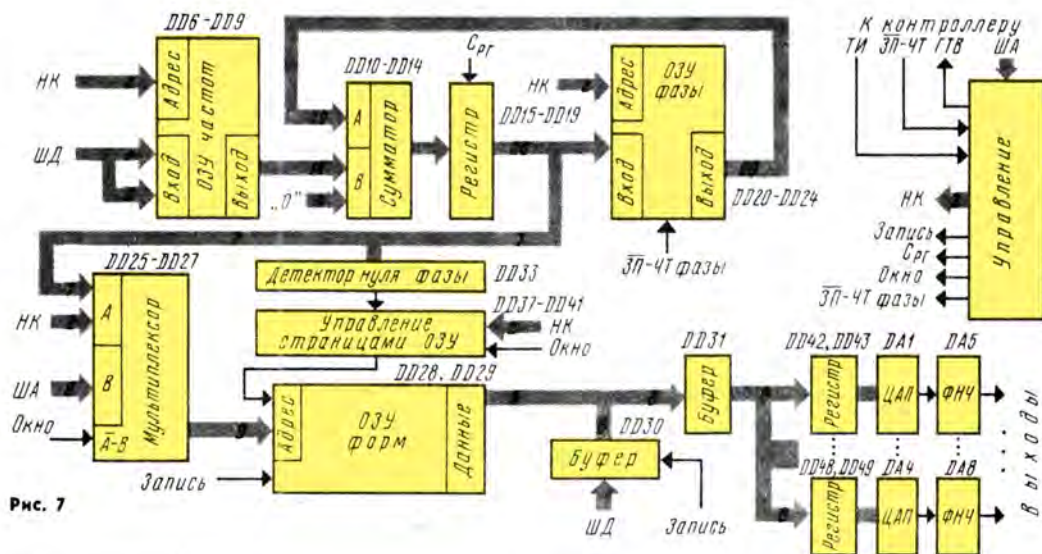 DD6-DD9
НК
ШД
Адрес
Вход
ОЗУ частот
Выход
„0"
DD10-DD14
А
В
Сумматор
Срг
Регистр
DD15-DD19
НК
Адрес
ОЗУ фазы
Вход
Выход
DD20-DD24
ЗП-ЧТ фазы
К контроллеру
ТИ ЗП-ЧТ ГТВ ША
Управление
НК
Запись
Срг
Окно
ЗП-ЧТ фазы
DD25-DD27
НК
ША
Окно
А
В
А-В
Мультиплексор
Детектор нуля фазы
DD33
DD37-DD41
Управление
страницами ОЗУ
НК
Окно
DD28, DD29
Адрес
ОЗУ форм
Данные
Запись
DD30
Буфер
ШД
Запись
DD31
Буфер
DD42, DD43
Регистр
DA1
ЦАП
DA5
ФНЧ
DD48, DD49
Регистр
DA4
ЦАП
DA8
ФНЧ
Выходы
Рис. 7